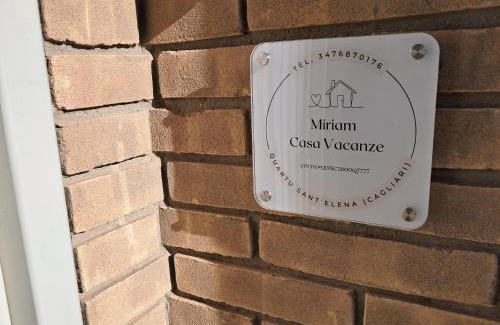 TEL. 3476870176
Miriam
Casa Vacanze
QUARTU SANT'ELENA (CAGLIARI)